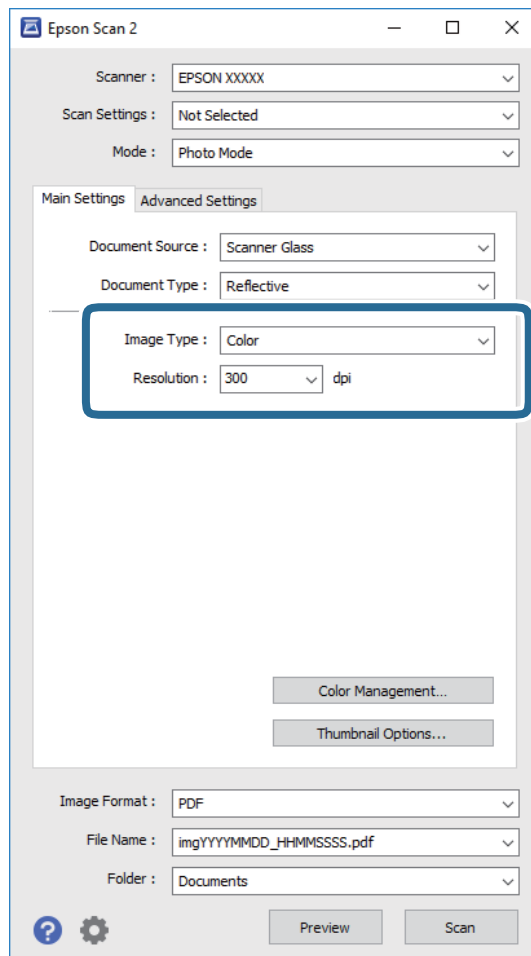 Epson Scan 2
Scanner : EPSON XXXXX
Scan Settings : Not Selected
Mode : Photo Mode
Main Settings Advanced Settings
Document Source : Scanner Glass
Document Type : Reflective
Image Type : Color
Resolution : 300 dpi
Color Management...
Thumbnail Options...
Image Format : PDF
File Name : imgYYYYMMDD_HHMMSSSS.pdf
Folder : Documents
? Preview Scan